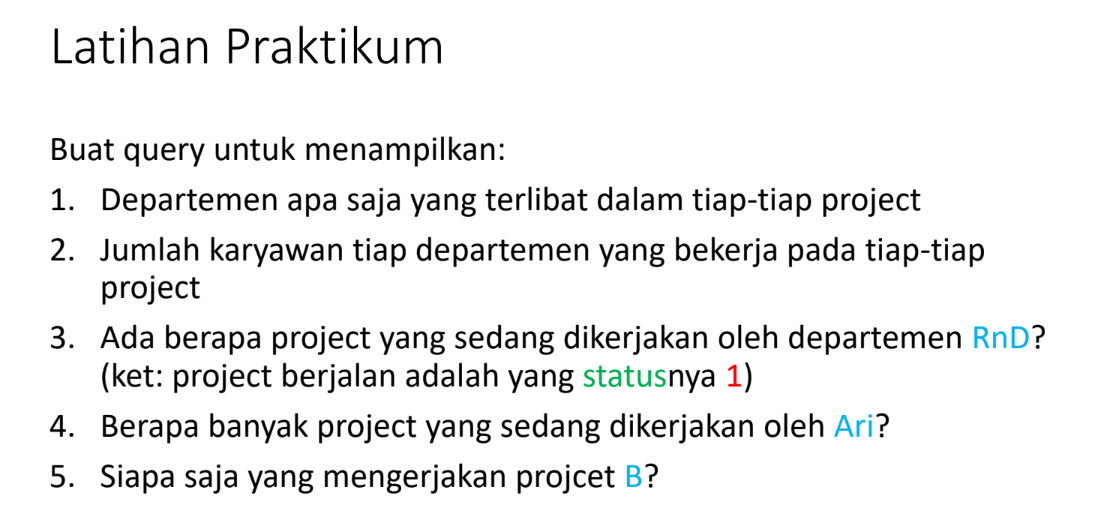 Latihan Praktikum
Buat query untuk menampilkan:
1. Departemen apa saja yang terlibat dalam tiap-tiap project
2. Jumlah karyawan tiap departemen yang bekerja pada tiap-tiap
project
3. Ada berapa project yang sedang dikerjakan oleh departemen RnD?
(ket: project berjalan adalah yang statusnya 1)
4. Berapa banyak project yang sedang dikerjakan oleh Ari?
5. Siapa saja yang mengerjakan projcet B?